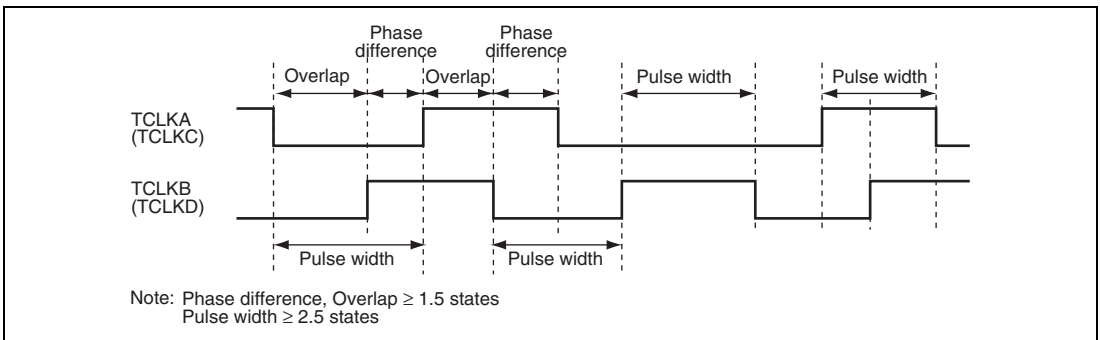 Phase difference
Phase difference
Overlap
Overlap
Pulse width
Pulse width
TCLKA
(TCLKC)
TCLKB
(TCLKD)
Pulse width
Pulse width
Note: Phase difference, Overlap ≥ 1.5 states
Pulse width ≥ 2.5 states